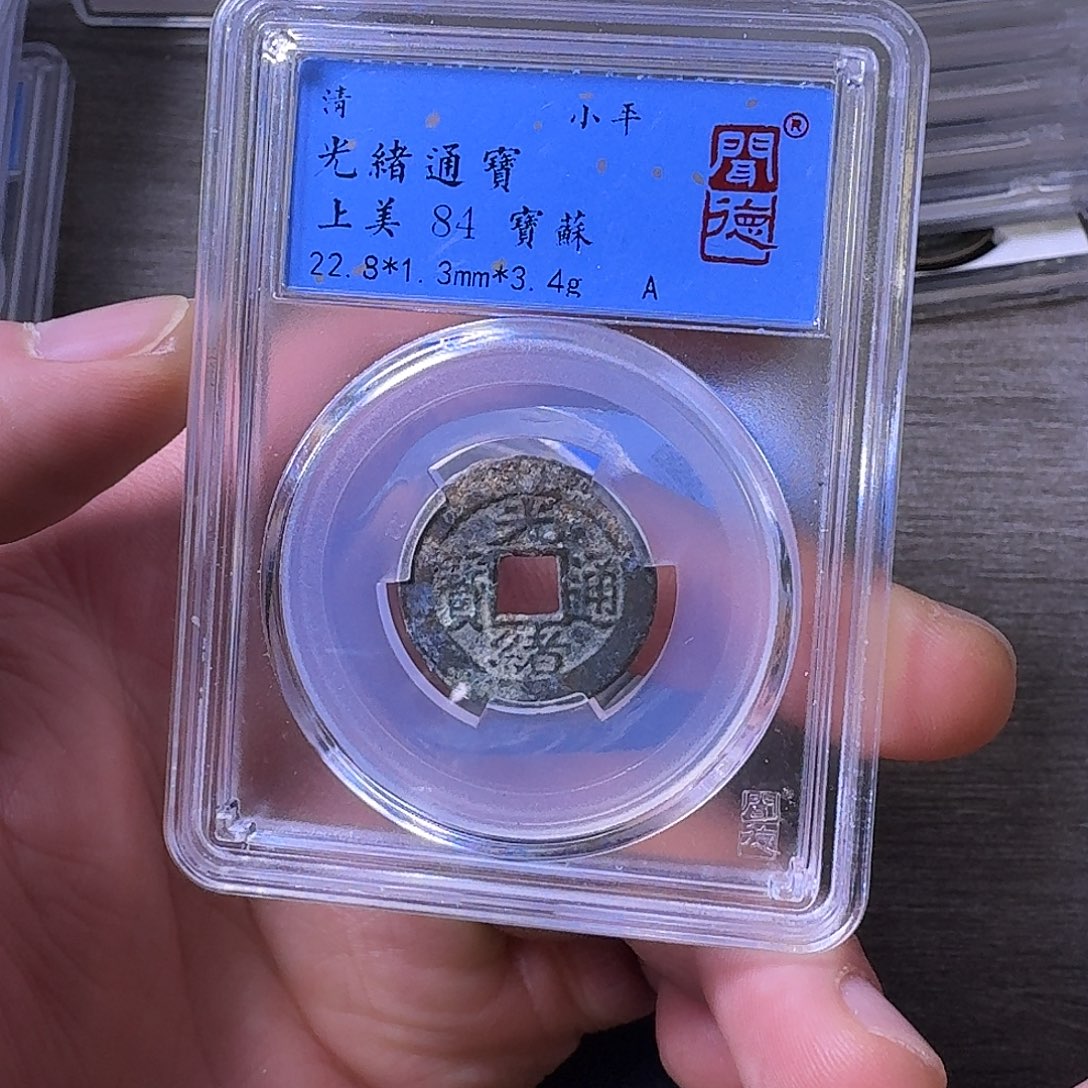 清 小平
光緒通寶
上美 84 寶蘇
22.8*1.3mm*3.4g A
聞德®
光緒通寶
聞德